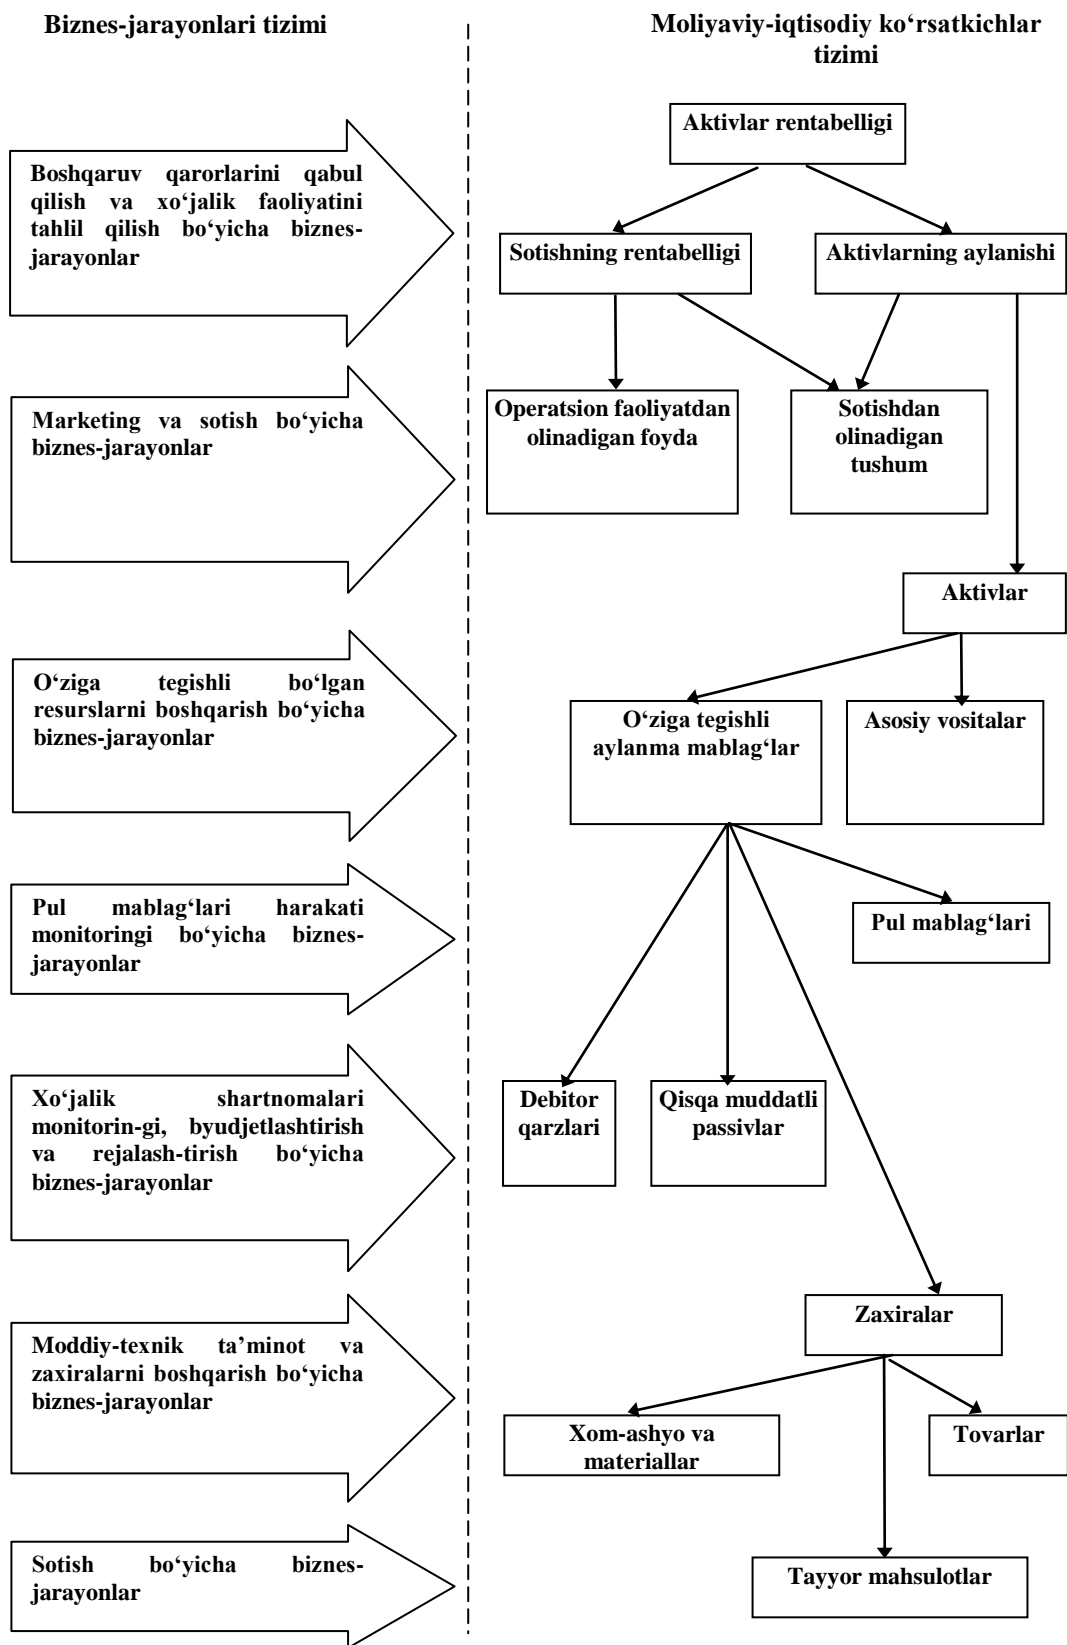 Biznes-jarayonlari tizimi
Moliyaviy-iqtisodiy ko‘rsatkichlar
tizimi
Boshqaruv qarorlarini qabul
qilish va xo‘jalik faoliyatini
tahlil qilish bo‘yicha biznes-
jarayonlar
Marketing va sotish bo‘yicha
biznes-jarayonlar
O‘ziga tegishli bo‘lgan
resurslarni boshqarish bo‘yicha
biznes-jarayonlar
Pul mablag‘lari harakati
monitoringi bo‘yicha biznes-
jarayonlar
Xo‘jalik shartnomalari
monitorin-gi, byudjetlashtirish
va rejalash-tirish bo‘yicha
biznes-jarayonlar
Moddiy-texnik ta’minot va
zaxiralarni boshqarish bo‘yicha
biznes-jarayonlar
Sotish bo‘yicha biznes-
jarayonlar
Aktivlar rentabelligi
Sotishning rentabelligi
Aktivlarning aylanishi
Operatsion faoliyatdan
olinadigan foyda
Sotishdan
olinadigan
tushum
Aktivlar
O‘ziga tegishli
aylanma mablag‘lar
Asosiy vositalar
Pul mablag‘lari
Debitor
qarzlari
Qisqa muddatli
passivlar
Zaxiralar
Xom-ashyo va
materiallar
Tovarlar
Tayyor mahsulotlar